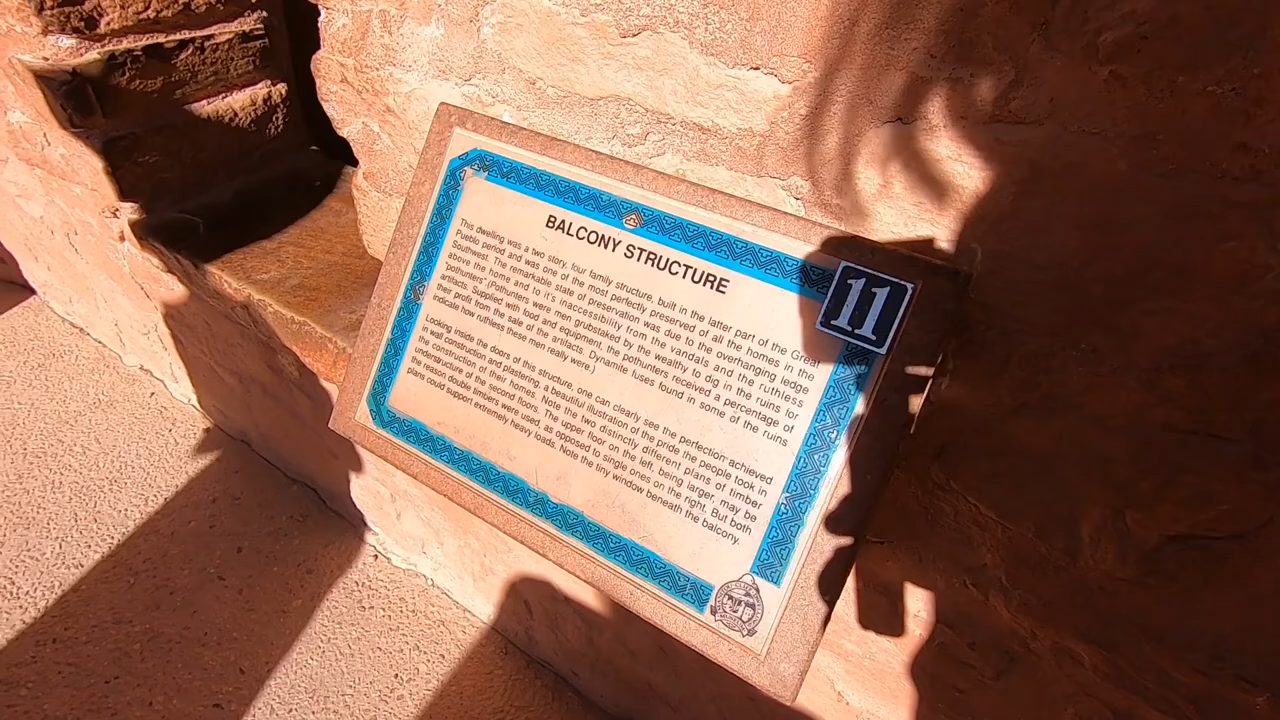 BALCONY STRUCTURE
11
This dwelling was a two story, four family structure, built in the latter part of the Great
Pueblo period and was one of the most perfectly preserved of all the homes in the
Southwest. The remarkable state of preservation was due to the overhanging ledge
above the home and to it's inaccessibility from the vandals and the ruthless
"pothunters" (Pothunters were men grubstaked by the wealthy to dig in the ruins for
artifacts. Supplied with food and equipment, the pothunters received a percentage of
their profit from the sale of the artifacts. Dynamite fuses found in some of the ruins
indicate how ruthless these men really were.)
Looking inside the doors of this structure, one can clearly see the perfection achieved
in wall construction and plastering, a beautiful illustration of the pride the people took in
the construction of their homes. Note the two distinctly different plans of timber
understructure of the second floors. The upper floor on the left, being larger, may be
the reason double timbers were used, as opposed to single ones on the right. But both
plans could support extremely heavy loads. Note the tiny window beneath the balcony.